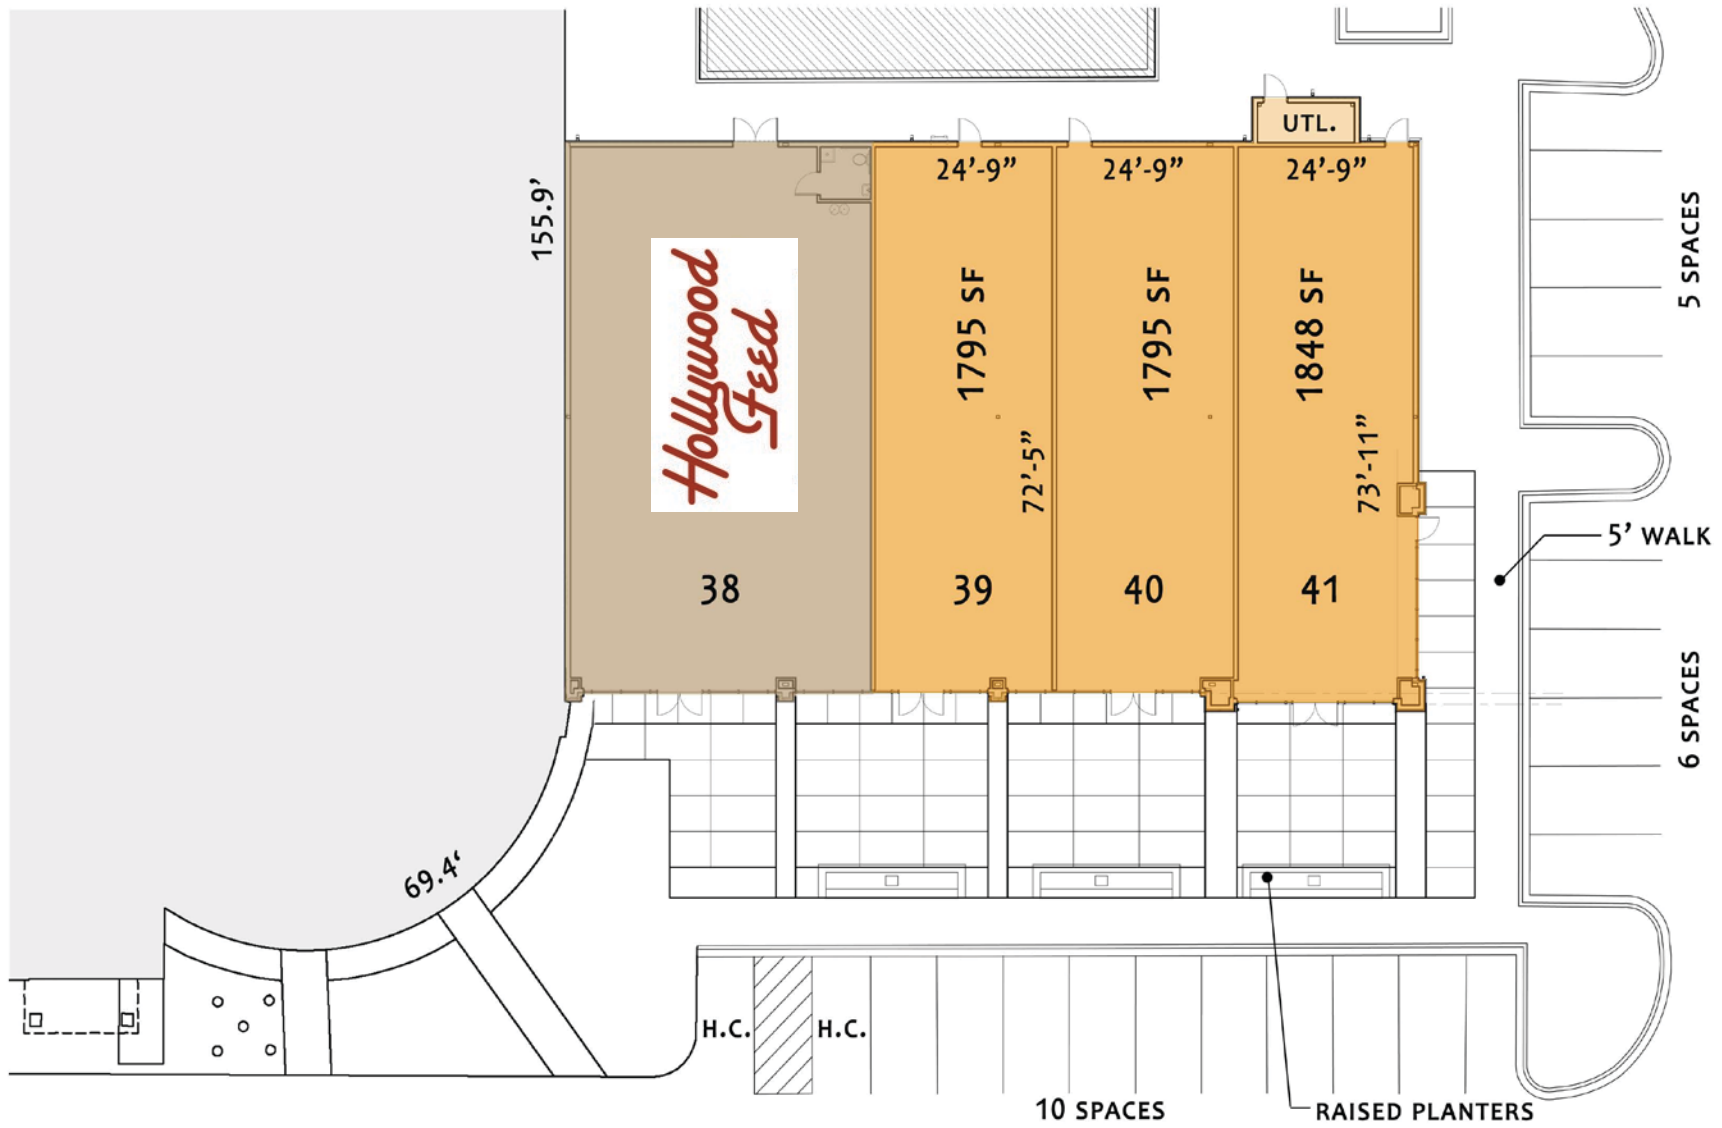 UTL.
24'-9”
24'-9”
24'-9”
155.9'
Hollywood
Feed
1795 SF
1795 SF
1848 SF
72'-5”
73'-11”
38
39
40
41
5 SPACES
5' WALK
6 SPACES
69.4‘
H.C.
H.C.
10 SPACES
RAISED PLANTERS